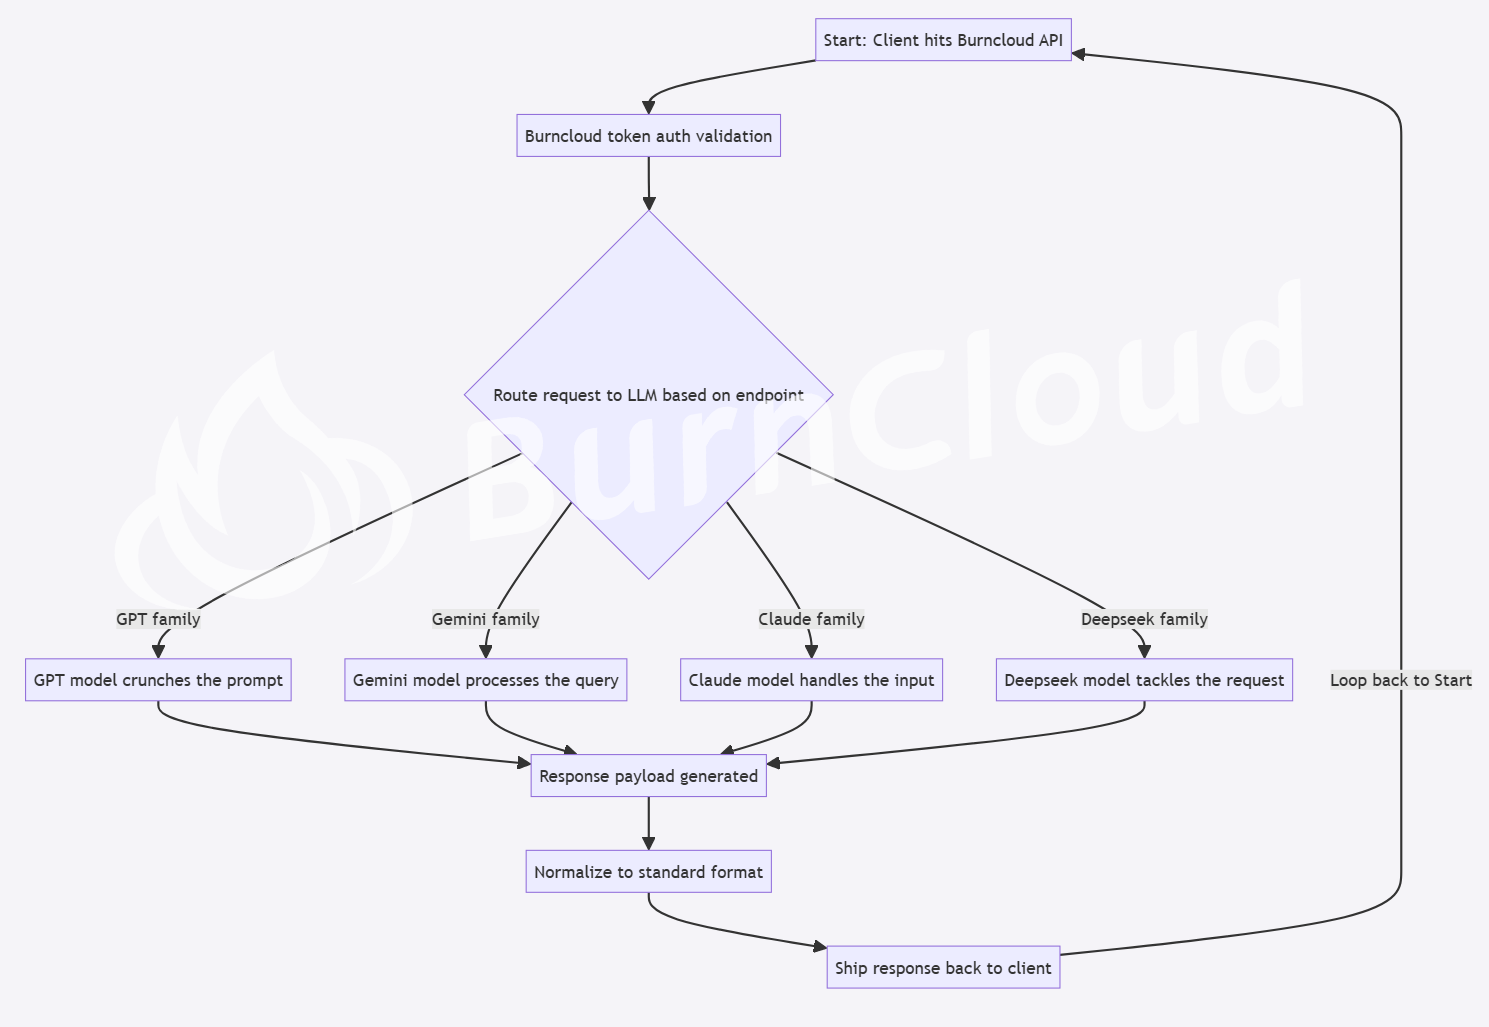 Start: Client hits Burncloud API
Burncloud token auth validation
Route request to LLM based on endpoint
BurnCloud
GPT family
Gemini family
Claude family
Deepseek family
GPT model crunches the prompt
Gemini model processes the query
Claude model handles the input
Deepseek model tackles the request
Loop back to Start
Response payload generated
Normalize to standard format
Ship response back to client